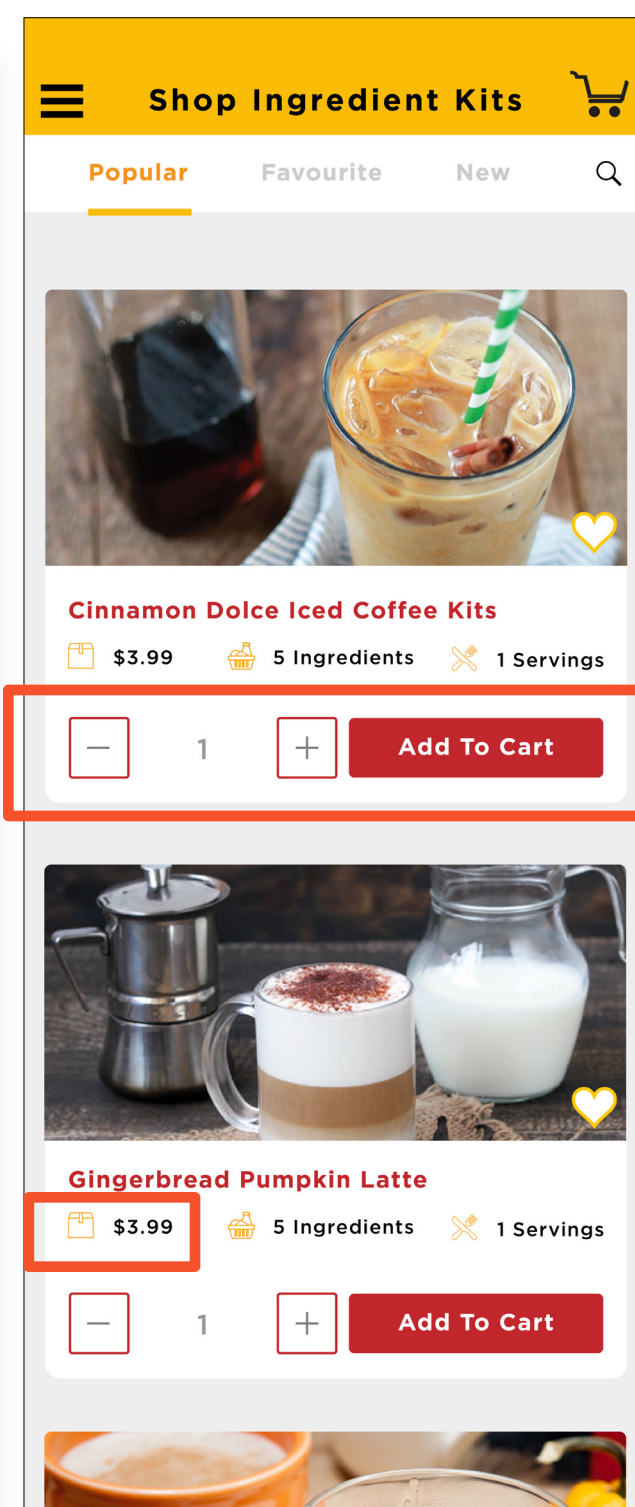 Shop Ingredient Kits
Popular Favourite New
Cinnamon Dolce Iced Coffee Kits
$3.99 5 Ingredients 1 Servings
1 Add To Cart
Gingerbread Pumpkin Latte
$3.99 5 Ingredients 1 Servings
1 Add To Cart